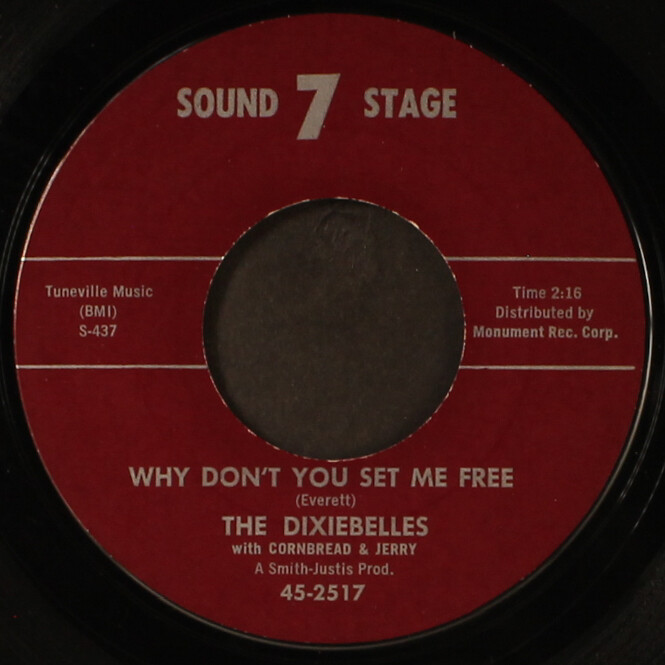 SOUND 7 STAGE
Tuneville Music
(BMI)
S-437
Time 2:16
Distributed by
Monument Rec. Corp.
WHY DON'T YOU SET ME FREE
(Everett)
THE DIXIEBELLES
with CORNBREAD & JERRY
A Smith-Justis Prod.
45-2517